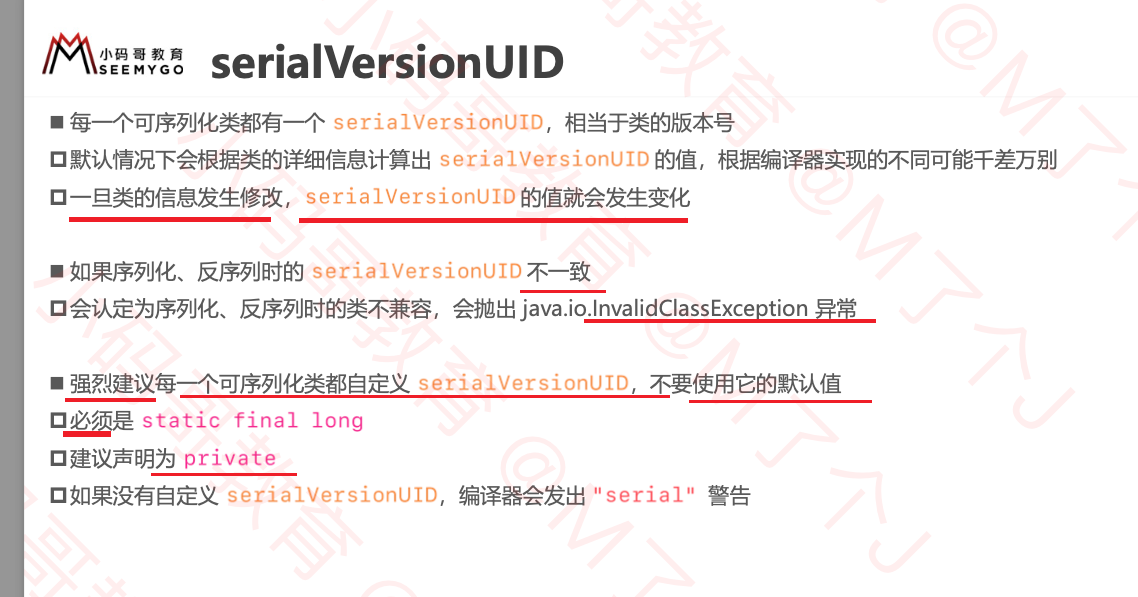 小码哥教育
SEEMYGO
serialVersionUID
■ 每一个可序列化类都有一个 serialVersionUID，相当于类的版本号
□ 默认情况下会根据类的详细信息计算出 serialVersionUID 的值，根据编译器实现的不同可能千差万别
□ 一旦类的信息发生修改，serialVersionUID 的值就会发生变化
■ 如果序列化、反序列时的 serialVersionUID 不一致
□ 会认定为序列化、反序列时的类不兼容，会抛出 java.io.InvalidClassException 异常
■ 强烈建议每一个可序列化类都自定义 serialVersionUID，不要使用它的默认值
□ 必须是 static final long
□ 建议声明为 private
□ 如果没有自定义 serialVersionUID，编译器会发出 "serial" 警告
小码哥教育 @M了个J